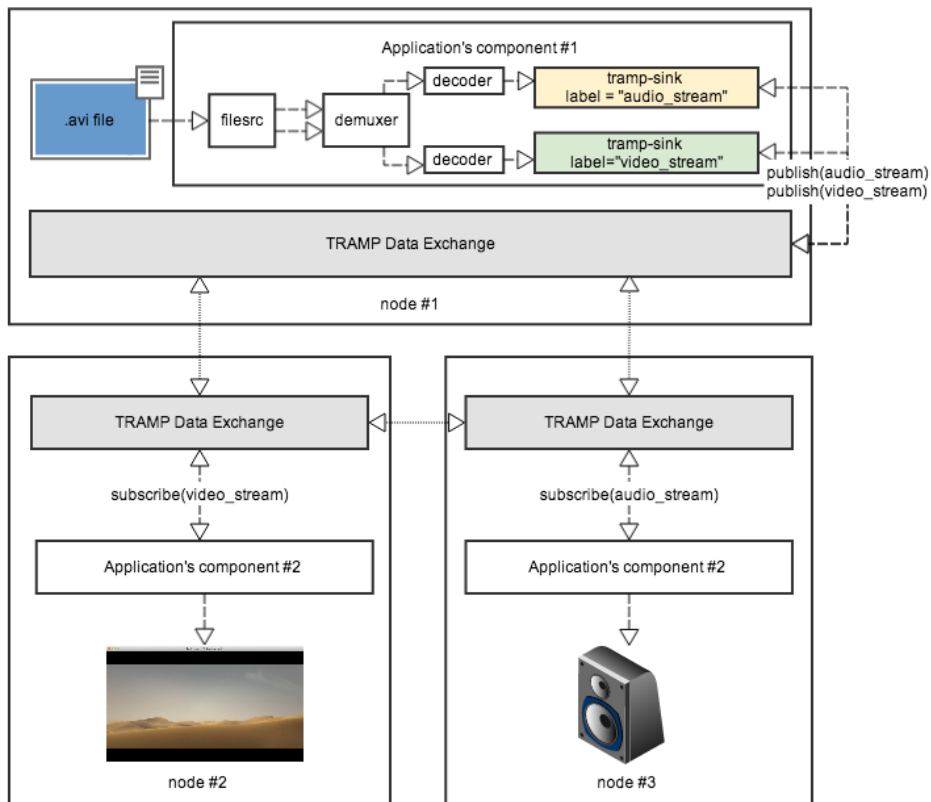 Application's component #1
.avi file
filesrc
demuxer
decoder
decoder
tramp-sink
label = "audio_stream"
tramp-sink
label="video_stream"
publish(audio_stream)
publish(video_stream)
TRAMP Data Exchange
node #1
TRAMP Data Exchange
subscribe(video_stream)
Application's component #2
node #2
TRAMP Data Exchange
subscribe(audio_stream)
Application's component #2
node #3